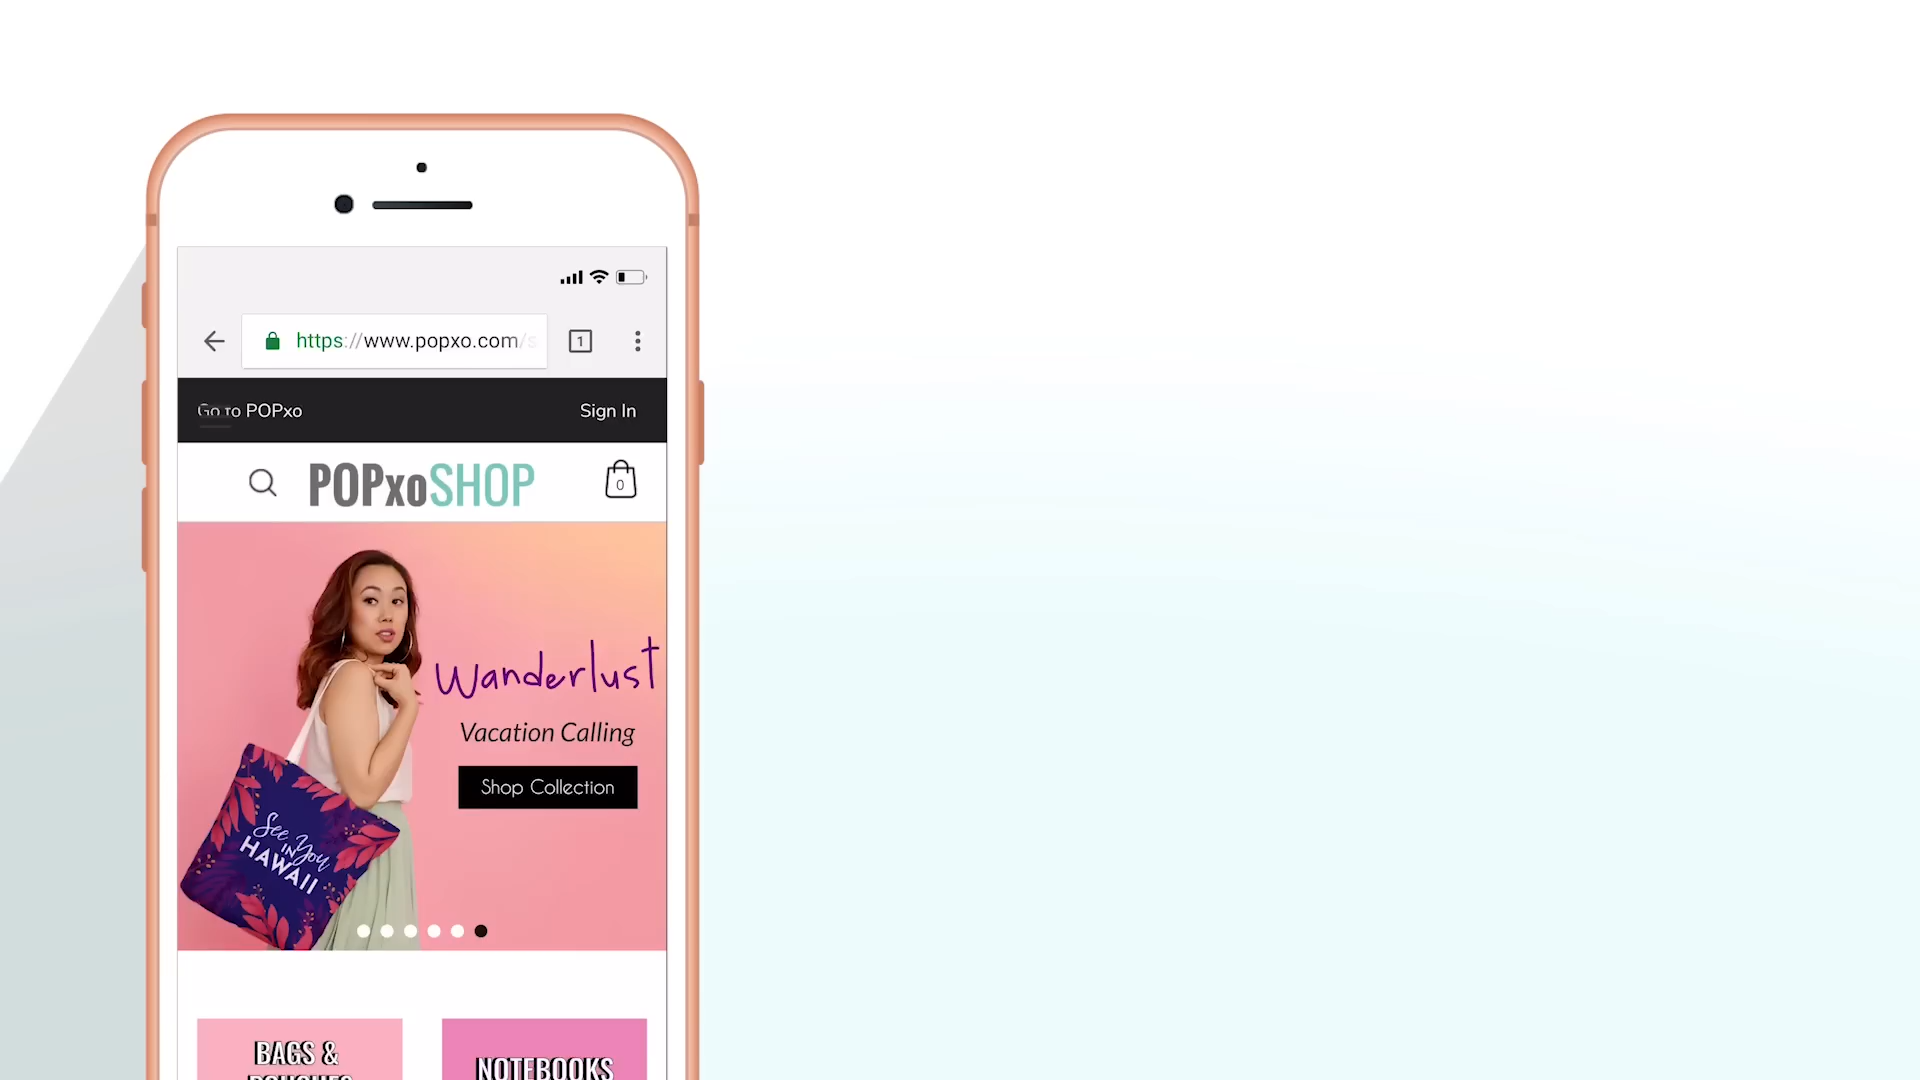 https://www.popxo.com/s
1
Go to POPxo
Sign In
POPxoSHOP
0
Wanderlust
Vacation Calling
Shop Collection
See You
IN
HAWAII
BAGS &
POUCHES
NOTEBOOKS